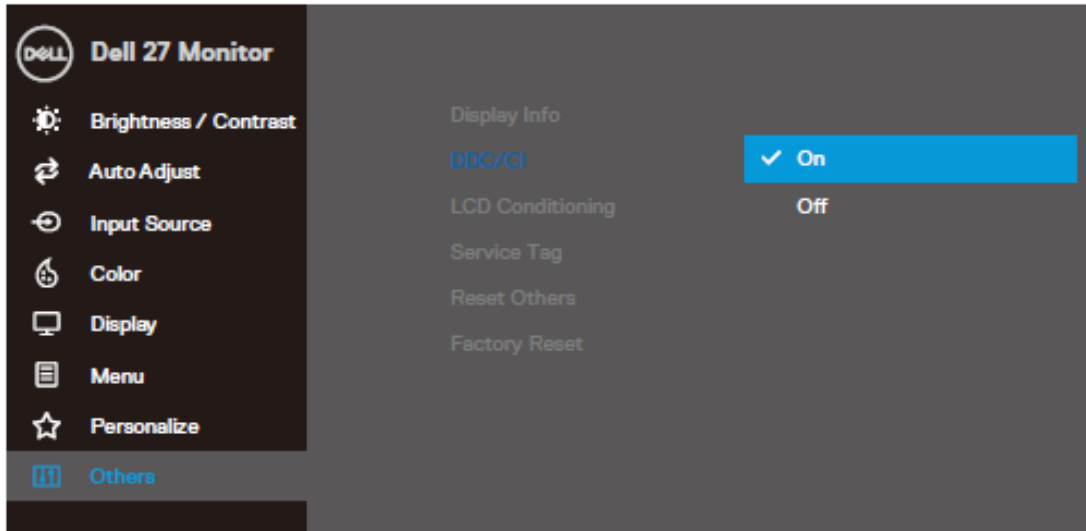 DELL
Dell 27 Monitor
Brightness / Contrast
Auto Adjust
Input Source
Color
Display
Menu
Personalize
Others
Display Info
DDC/CI
LCD Conditioning
Service Tag
Reset Others
Factory Reset
On
Off